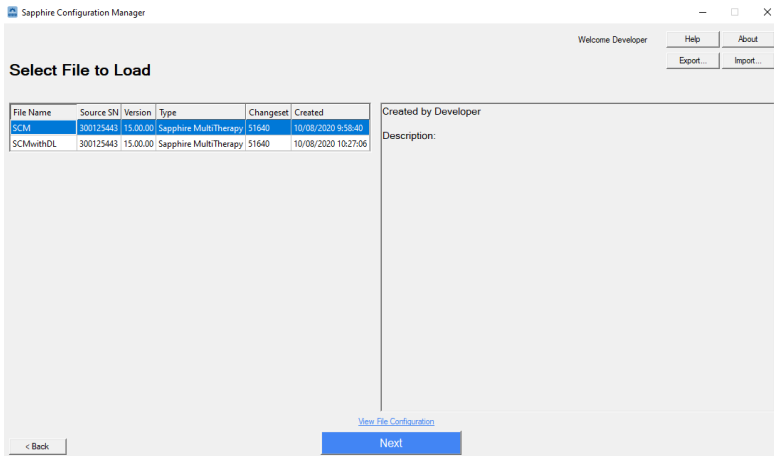 Sapphire Configuration Manager
Welcome Developer Help About
Export... Import...
Select File to Load
File Name Source SN Version Type Changeset Created
SCM 300125443 15.00.00 Sapphire MultiTherapy 51640 10/08/2020 9:58:40
SCMwithDL 300125443 15.00.00 Sapphire MultiTherapy 51640 10/08/2020 10:27:06
Created by Developer
Description:
View File Configuration
< Back Next